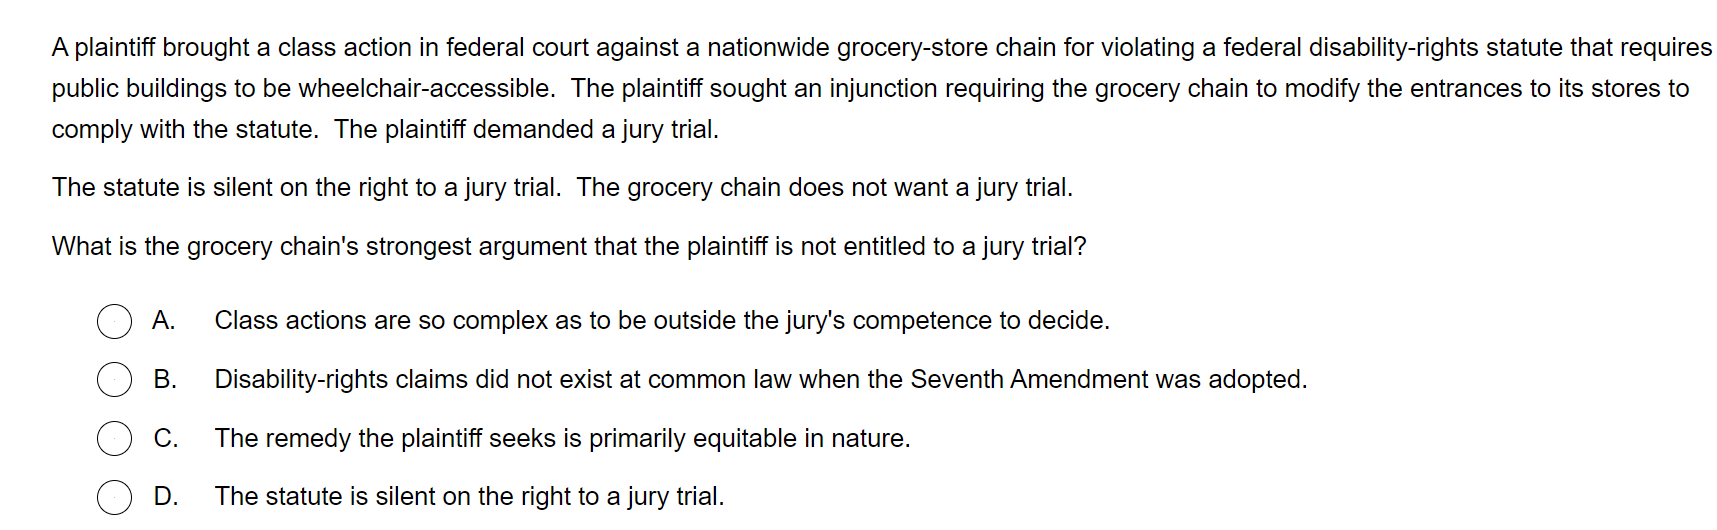 A plaintiff brought a class action in federal court against a nationwide grocery-store chain for violating a federal disability-rights statute that requires
public buildings to be wheelchair-accessible.  The plaintiff sought an injunction requiring the grocery chain to modify the entrances to its stores to
comply with the statute.  The plaintiff demanded a jury trial.
The statute is silent on the right to a jury trial.  The grocery chain does not want a jury trial.
What is the grocery chain's strongest argument that the plaintiff is not entitled to a jury trial?
A. Class actions are so complex as to be outside the jury's competence to decide.
B. Disability-rights claims did not exist at common law when the Seventh Amendment was adopted.
C. The remedy the plaintiff seeks is primarily equitable in nature.
D. The statute is silent on the right to a jury trial.